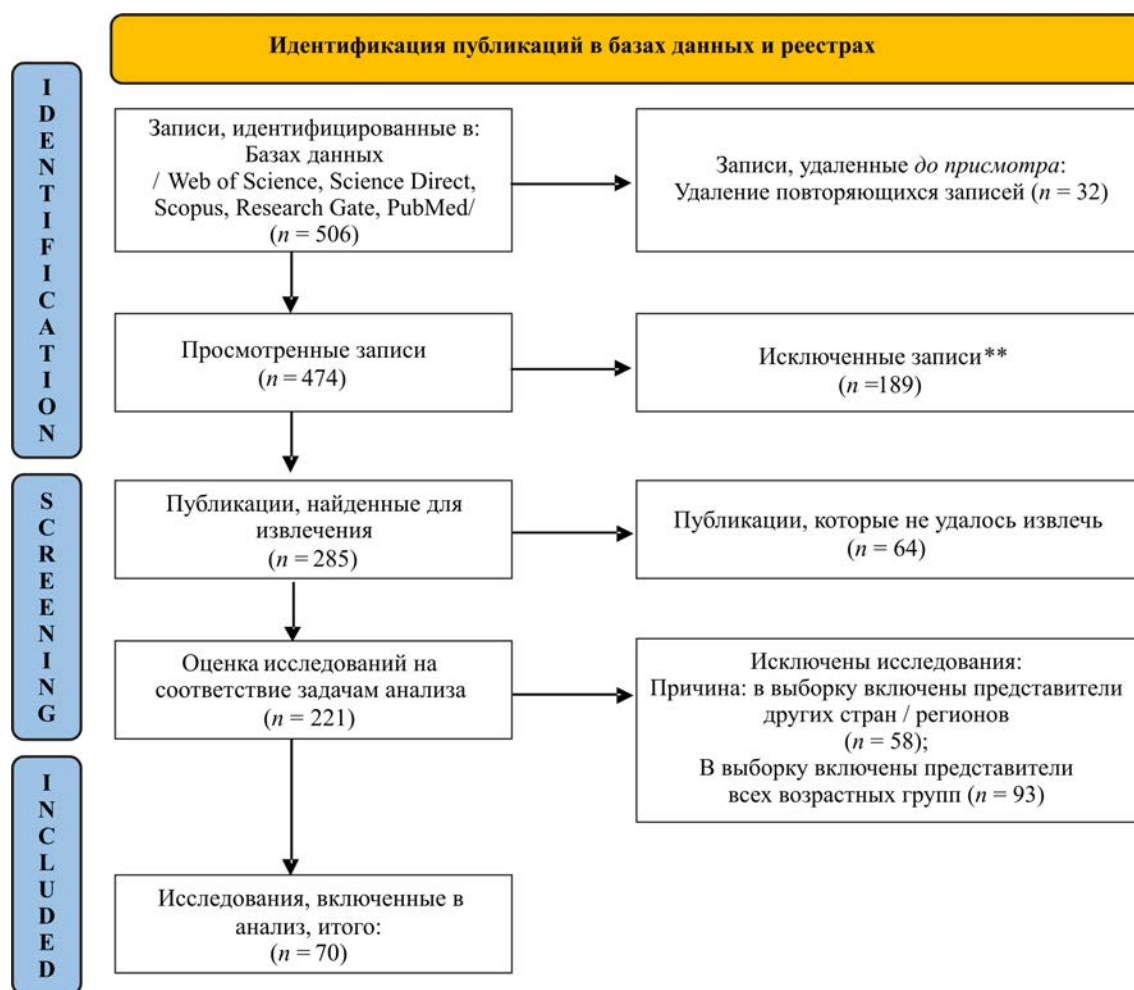 Идентификация публикаций в базах данных и реестрах
IDENTIFICATION
Записи, идентифицированные в:
Базах данных
/ Web of Science, Science Direct,
Scopus, Research Gate, PubMed/
(n = 506)
Записи, удаленные до присмотра:
Удаление повторяющихся записей (n = 32)
Просмотренные записи
(n = 474)
Исключенные записи**
(n =189)
SCREENING
Публикации, найденные для
извлечения
(n = 285)
Публикации, которые не удалось извлечь
(n = 64)
Оценка исследований на
соответствие задачам анализа
(n = 221)
Исключены исследования:
Причина: в выборку включены представители
других стран / регионов
(n = 58);
В выборку включены представители
всех возрастных групп (n = 93)
INCLUDED
Исследования, включенные в
анализ, итого:
(n = 70)